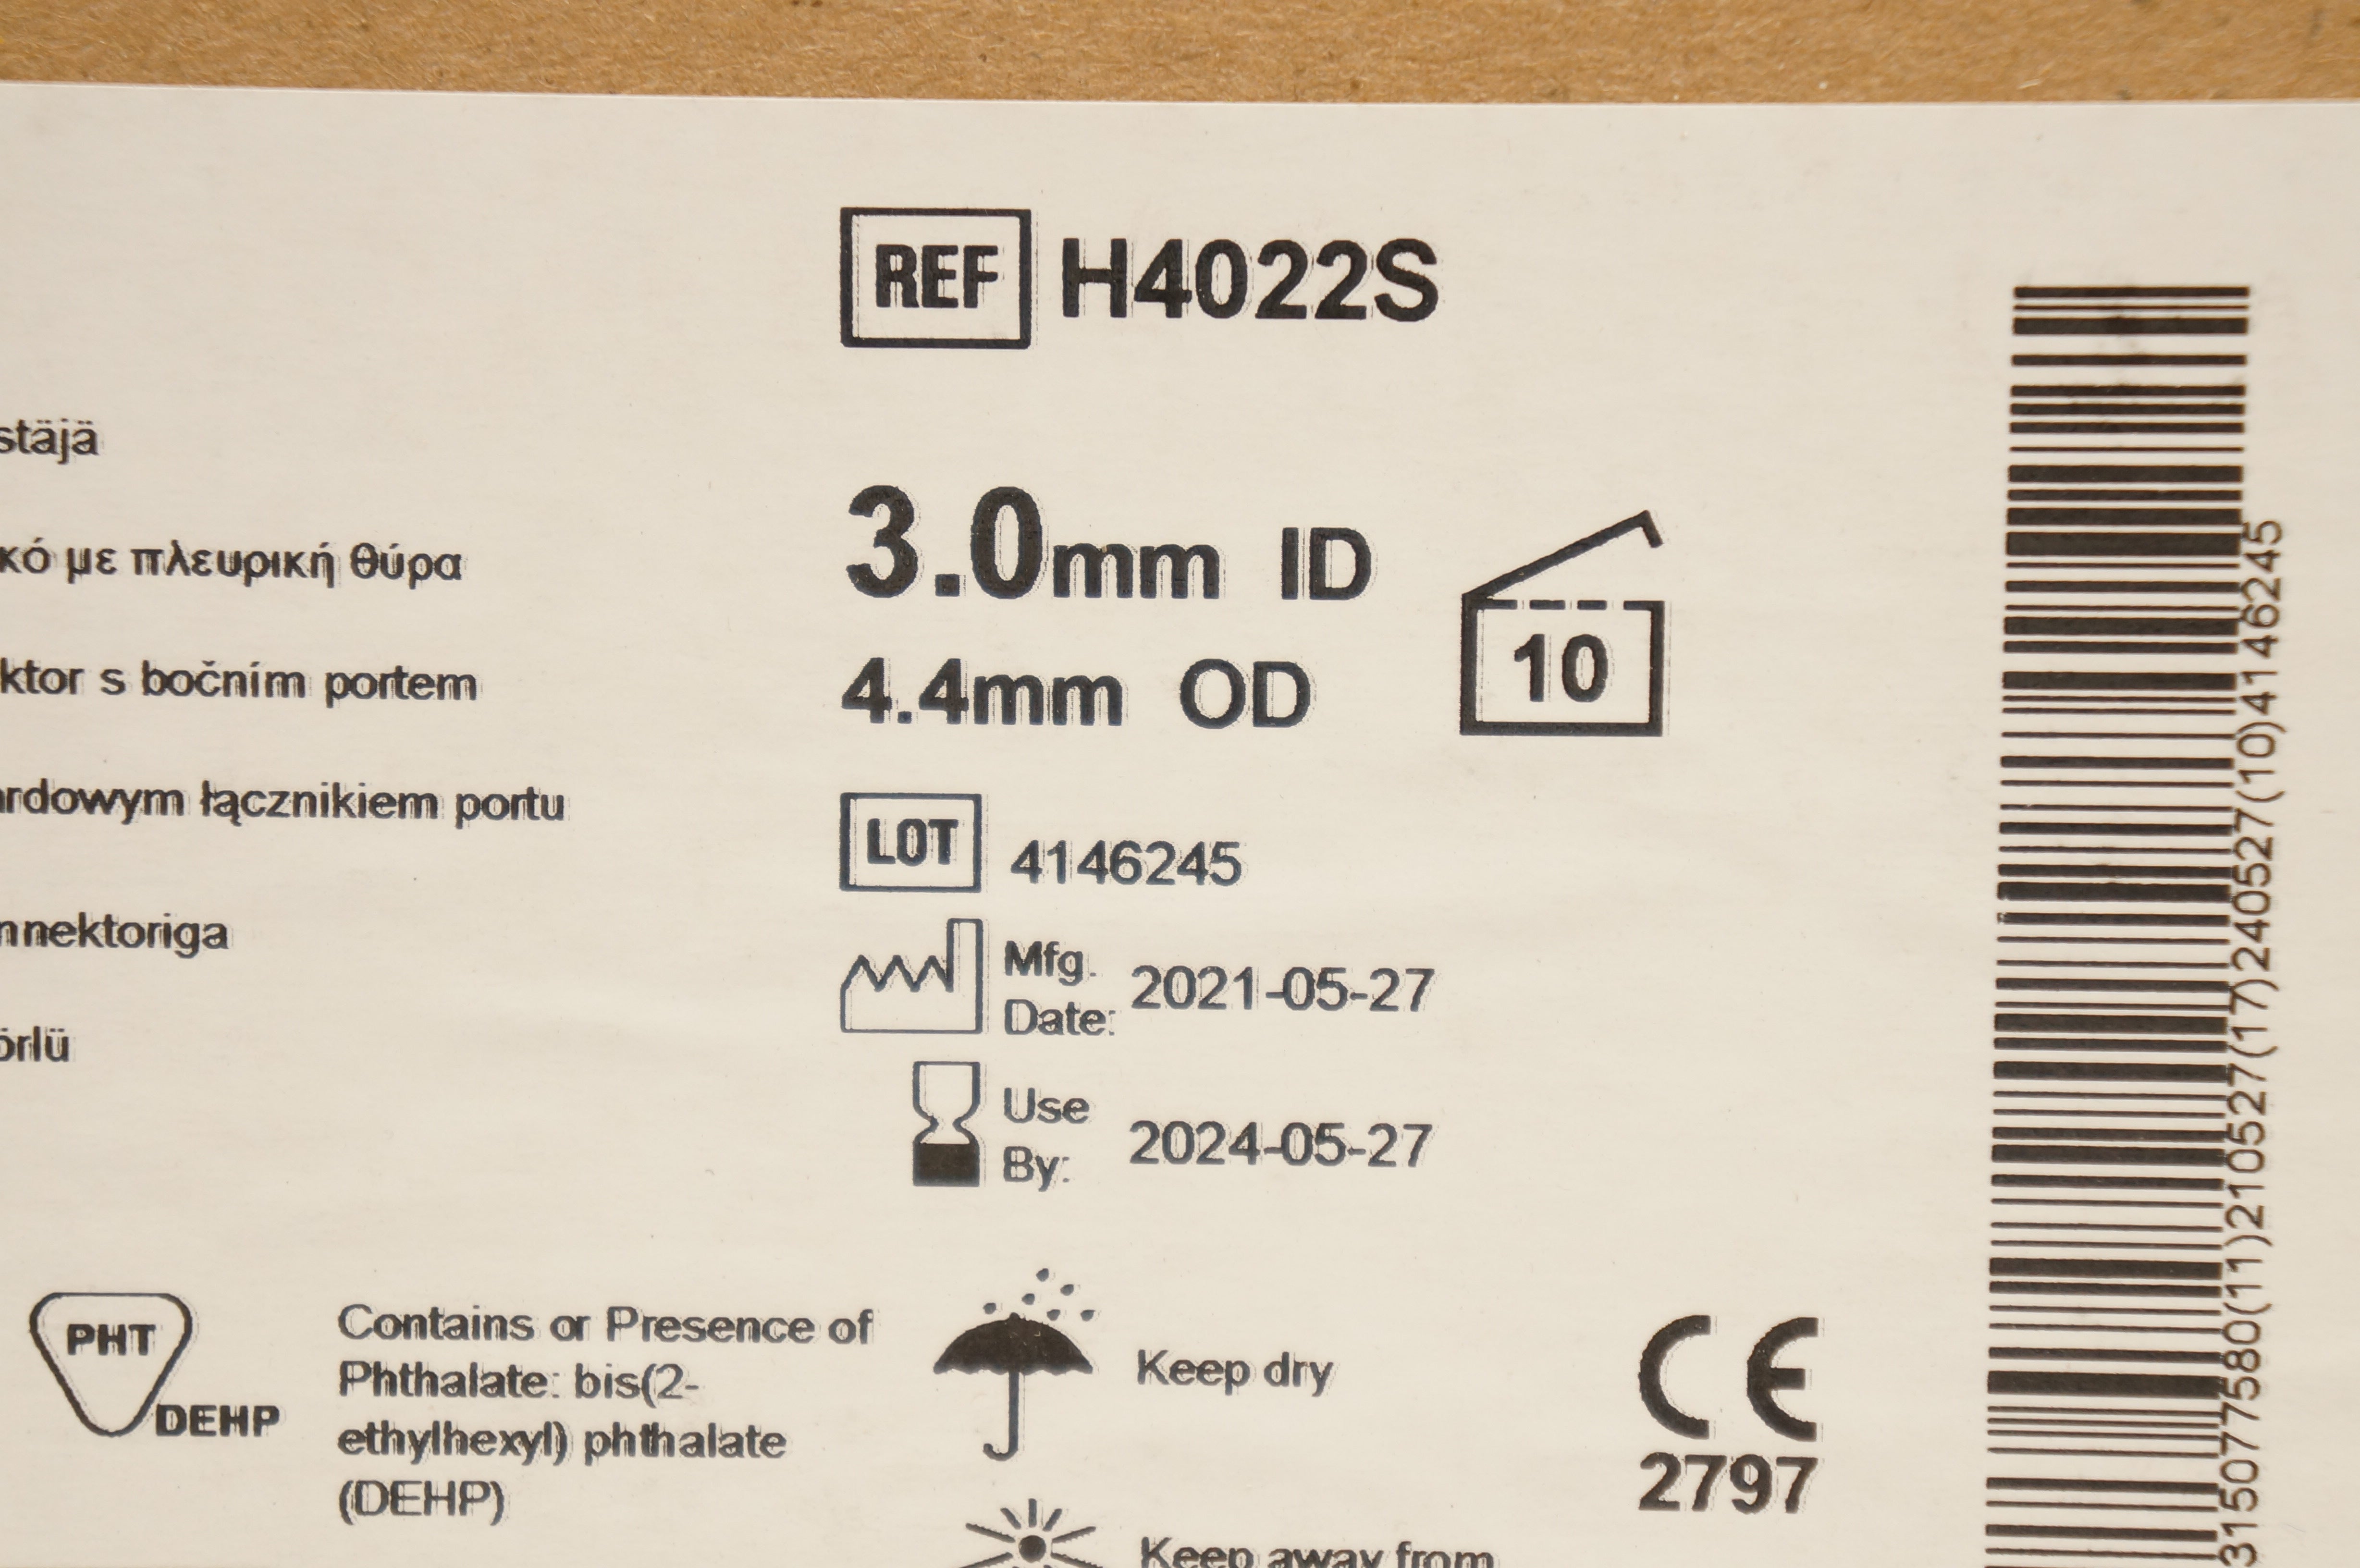 REF H4022S
stäjä
κό με πλευρική θύρα
ktor s bočním portem
rdowym łącznikiem portu
nnektoriga
örlü
3.0mm ID
4.4mm OD
10
LOT 4146245
Mfg.
Date: 2021-05-27
Use
By: 2024-05-27
PHT
DEHP
Contains or Presence of
Phthalate: bis(2-
ethylhexyl) phthalate
(DEHP)
Keep dry
Keep away from
CE
2797
315077580(11)210527(17)240527(10)4146245